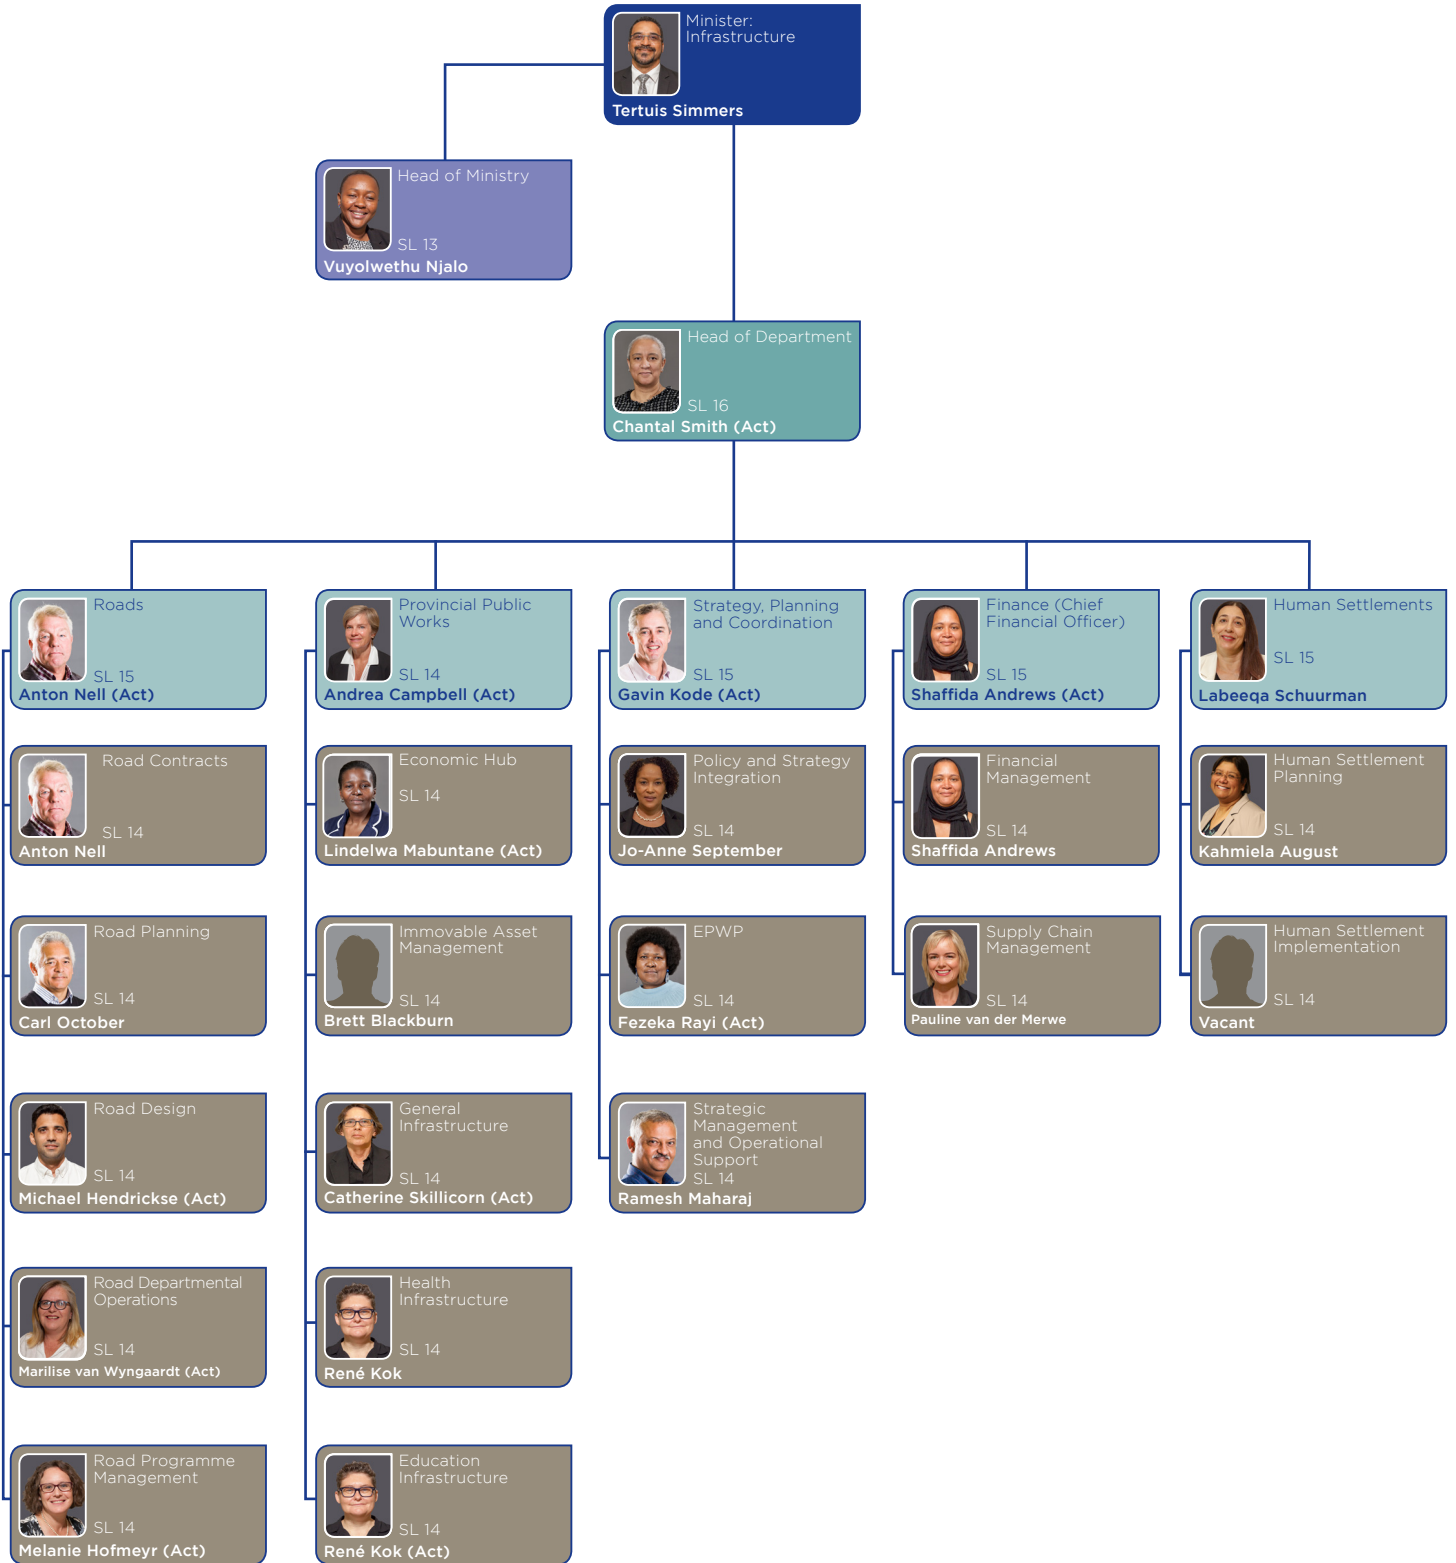 Minister:
Infrastructure
Tertuis Simmers
Head of Ministry
SL 13
Vuyolwethu Njalo
Head of Department
SL 16
Chantal Smith (Act)
Roads
SL 15
Anton Nell (Act)
Provincial Public
Works
SL 14
Andrea Campbell (Act)
Strategy, Planning
and Coordination
SL 15
Gavin Kode (Act)
Finance (Chief
Financial Officer)
SL 15
Shaffida Andrews (Act)
Human Settlements
SL 15
Labeeqa Schuurman
Road Contracts
SL 14
Anton Nell
Economic Hub
SL 14
Lindelwa Mabuntane (Act)
Policy and Strategy
Integration
SL 14
Jo-Anne September
Financial
Management
SL 14
Shaffida Andrews
Human Settlement
Planning
SL 14
Kahmiela August
Road Planning
SL 14
Carl October
Immovable Asset
Management
SL 14
Brett Blackburn
EPWP
SL 14
Fezeka Rayi (Act)
Supply Chain
Management
SL 14
Pauline van der Merwe
Human Settlement
Implementation
SL 14
Vacant
Road Design
SL 14
Michael Hendrickse (Act)
General
Infrastructure
SL 14
Catherine Skillicorn (Act)
Strategic
Management
and Operational
Support
SL 14
Ramesh Maharaj
Road Departmental
Operations
SL 14
Marilise van Wyngaardt (Act)
Health
Infrastructure
SL 14
René Kok
Road Programme
Management
SL 14
Melanie Hofmeyr (Act)
Education
Infrastructure
SL 14
René Kok (Act)